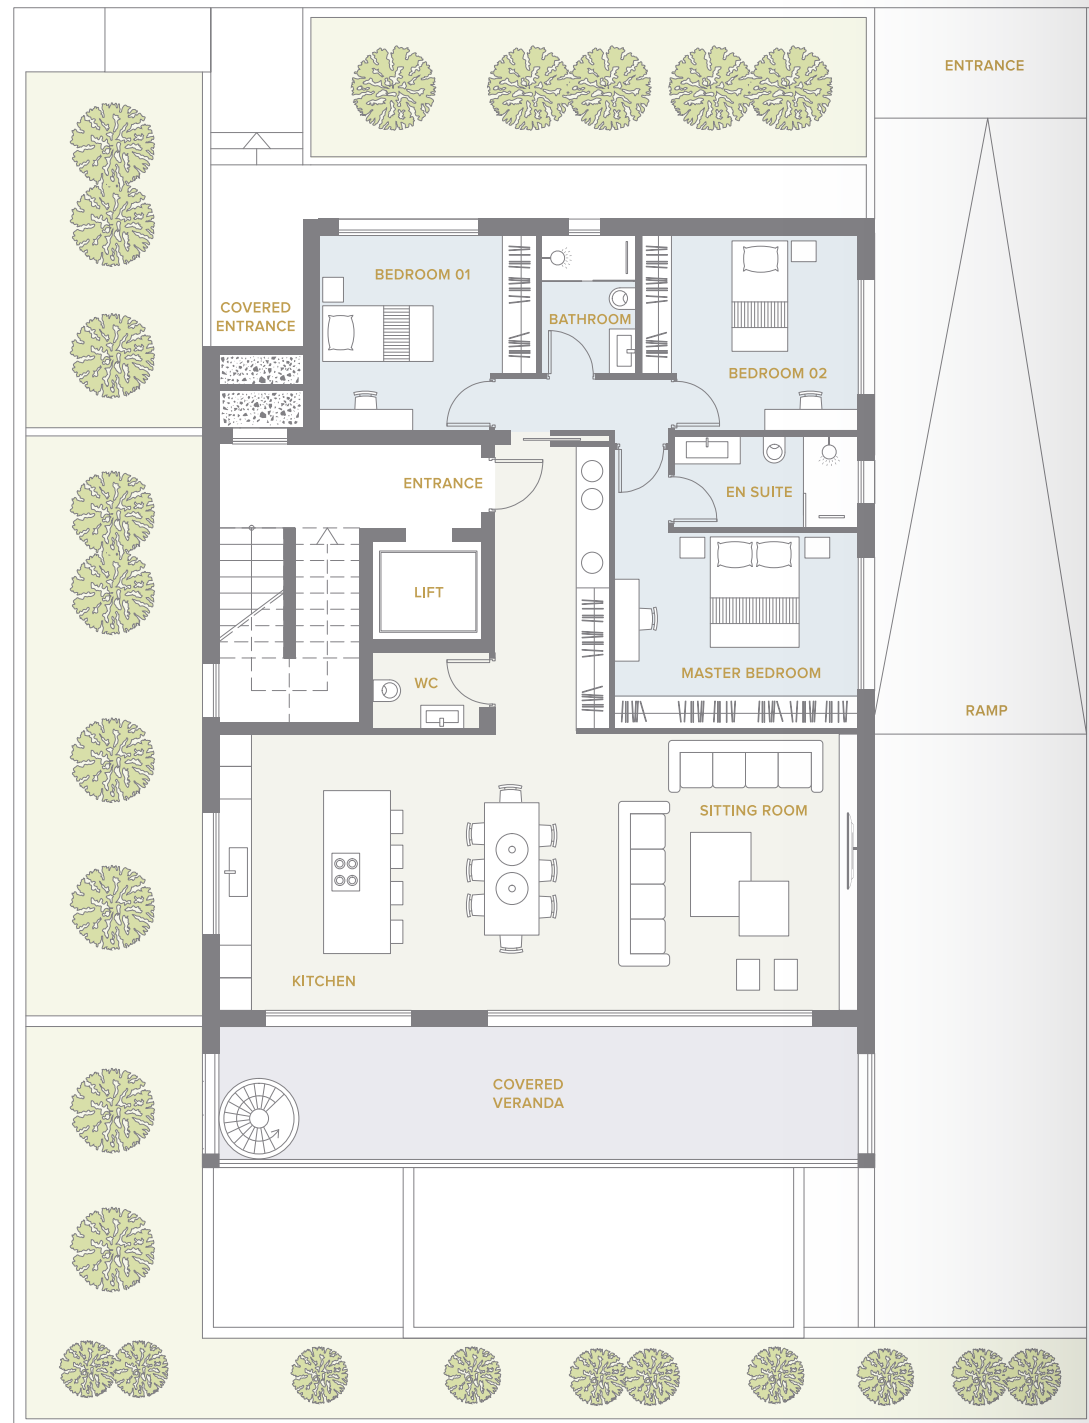 ENTRANCE
BEDROOM 01
COVERED
ENTRANCE
BATHROOM
BEDROOM 02
ENTRANCE
EN SUITE
LIFT
WC
MASTER BEDROOM
RAMP
SITTING ROOM
KITCHEN
COVERED
VERANDA